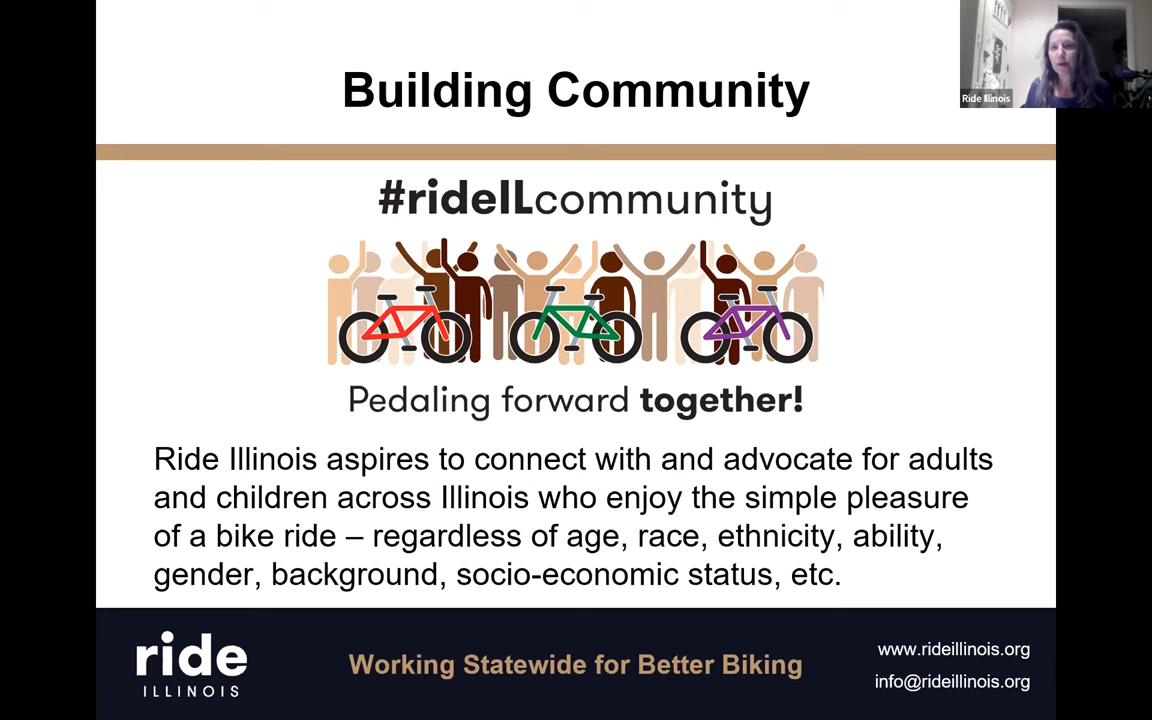 Building Community
Ride Illinois
#rideILcommunity
Pedaling forward together!
Ride Illinois aspires to connect with and advocate for adults
and children across Illinois who enjoy the simple pleasure
of a bike ride – regardless of age, race, ethnicity, ability,
gender, background, socio-economic status, etc.
ride
ILLINOIS
Working Statewide for Better Biking
www.rideillinois.org
info@rideillinois.org